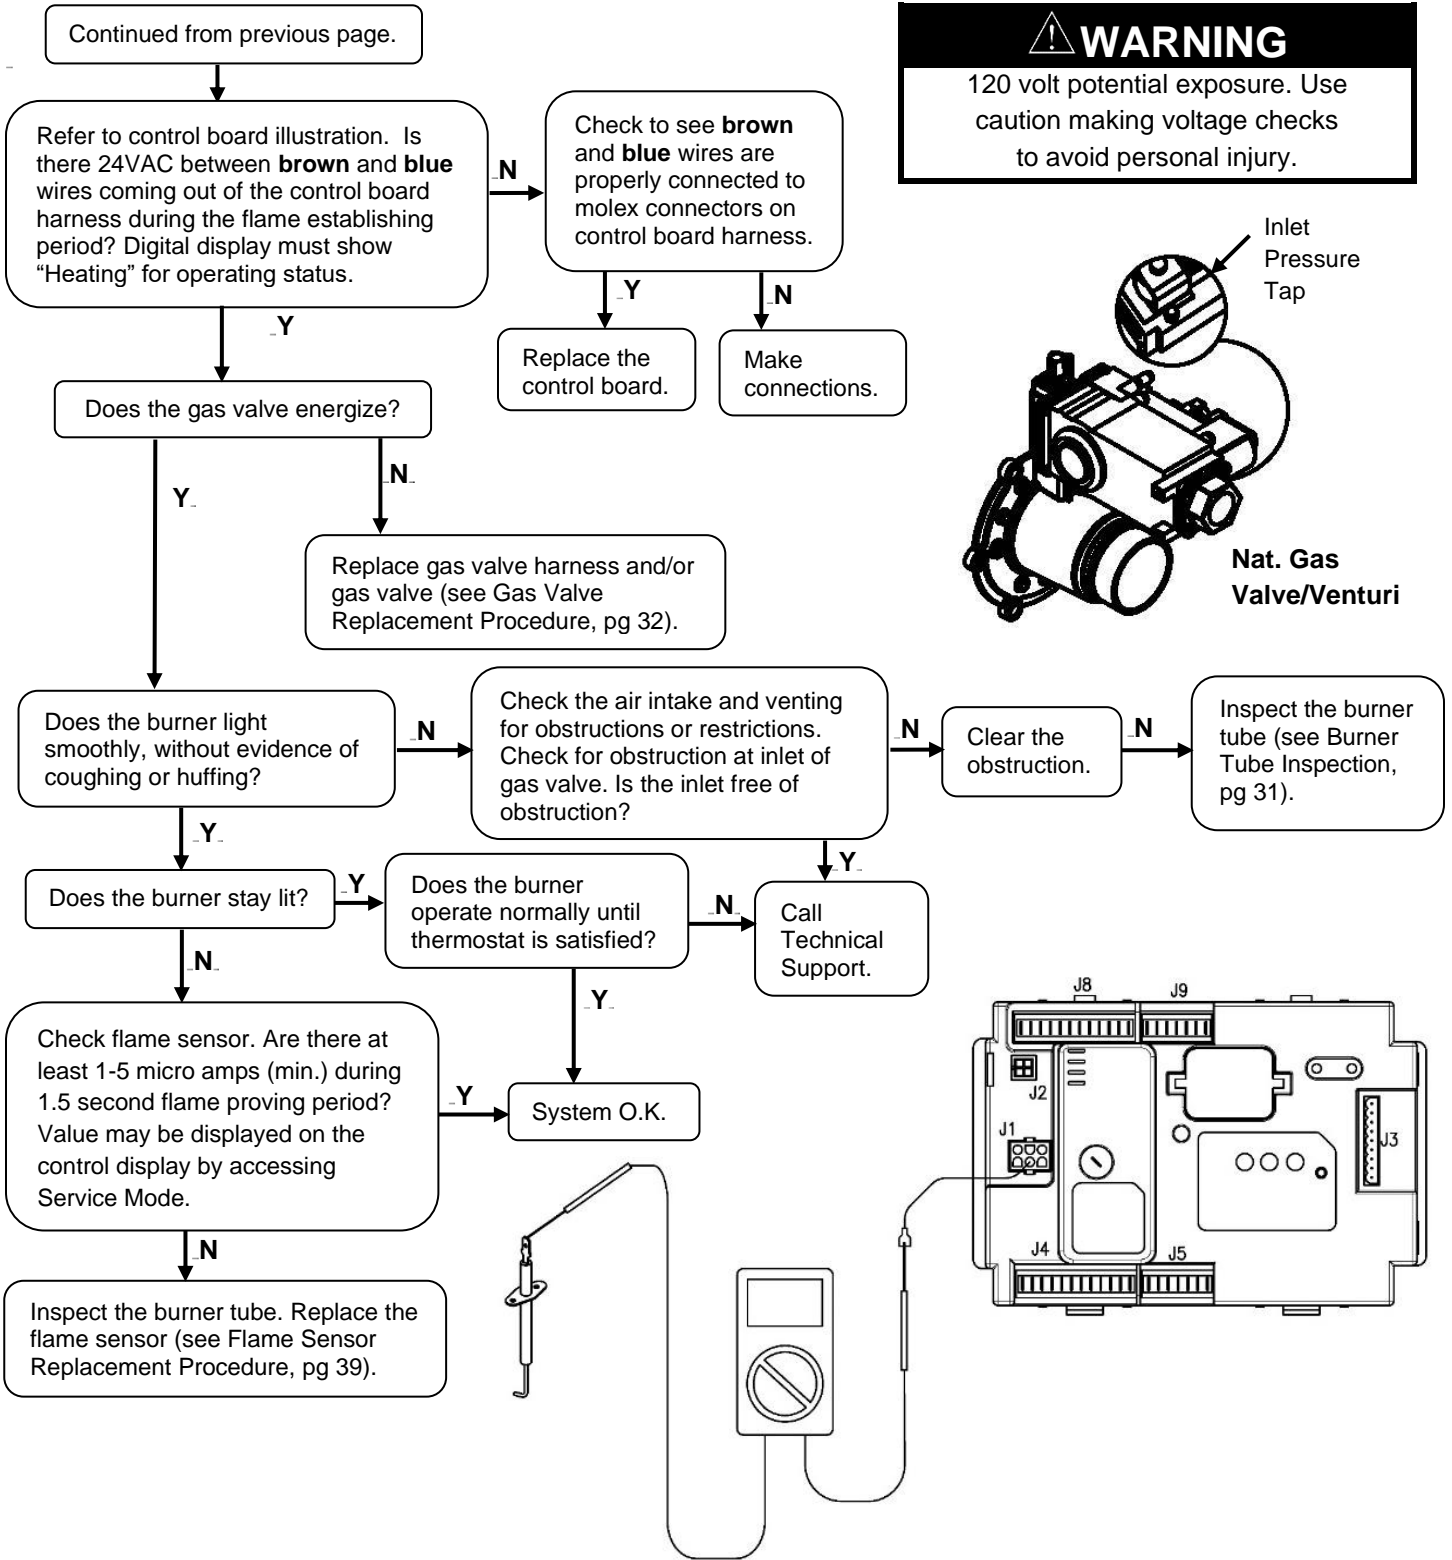 Continued from previous page.
WARNING
120 volt potential exposure. Use
caution making voltage checks
to avoid personal injury.
Refer to control board illustration. Is
there 24VAC between brown and blue
wires coming out of the control board
harness during the flame establishing
period? Digital display must show
“Heating” for operating status.
N
Check to see brown
and blue wires are
properly connected to
molex connectors on
control board harness.
Y
N
Replace the
control board.
Make
connections.
Inlet
Pressure
Tap
Nat. Gas
Valve/Venturi
Y
Does the gas valve energize?
Y
N
Replace gas valve harness and/or
gas valve (see Gas Valve
Replacement Procedure, pg 32).
Does the burner light
smoothly, without evidence of
coughing or huffing?
N
Check the air intake and venting
for obstructions or restrictions.
Check for obstruction at inlet of
gas valve. Is the inlet free of
obstruction?
N
Clear the
obstruction.
N
Inspect the burner
tube (see Burner
Tube Inspection,
pg 31).
Y
Y
Does the burner stay lit?
Y
Does the burner
operate normally until
thermostat is satisfied?
N
Call
Technical
Support.
N
Y
Check flame sensor. Are there at
least 1-5 micro amps (min.) during
1.5 second flame proving period?
Value may be displayed on the
control display by accessing
Service Mode.
Y
System O.K.
N
Inspect the burner tube. Replace the
flame sensor (see Flame Sensor
Replacement Procedure, pg 39).
J8
J9
J2
J1
J3
J4
J5